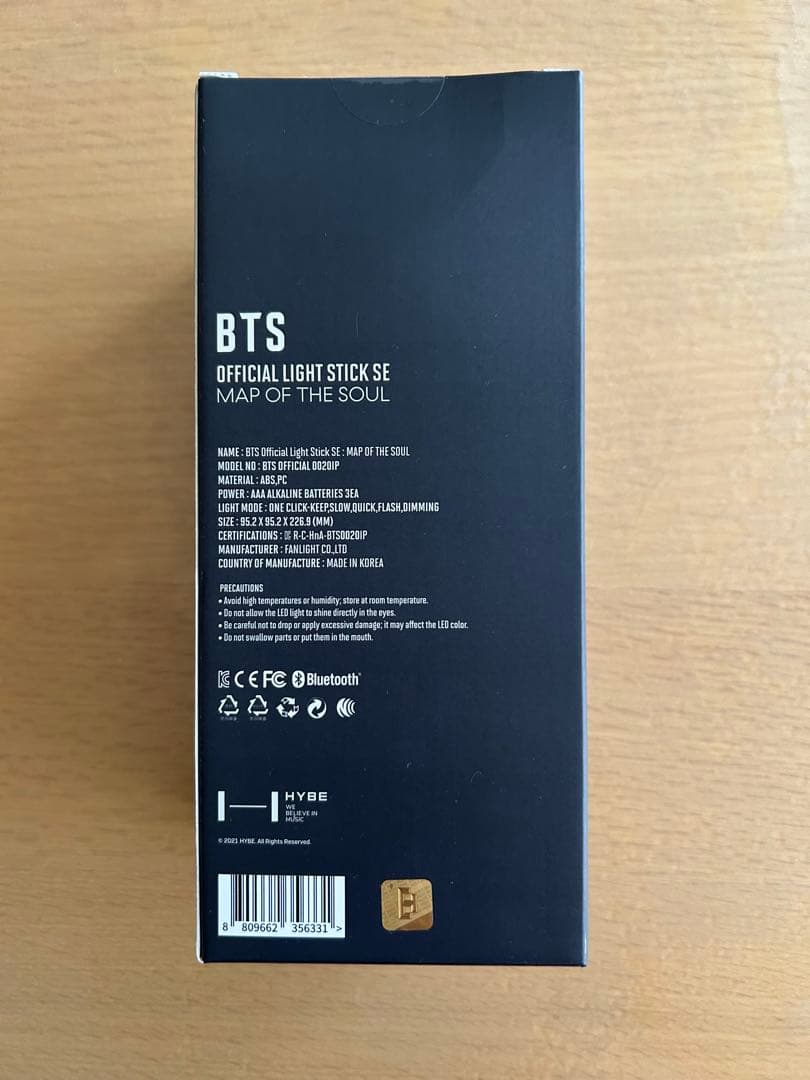 BTS
OFFICIAL LIGHT STICK SE
MAP OF THE SOUL
NAME : BTS Official Light Stick SE : MAP OF THE SOUL
MODEL NO : BTS OFFICIAL 0020IP
MATERIAL : ABS,PC
POWER : AAA ALKALINE BATTERIES 3EA
LIGHT MODE : ONE CLICK-KEEP,SLOW,QUICK,FLASH,DIMMING
SIZE : 95.2 X 95.2 X 226.9 (MM)
CERTIFICATIONS : R-C-HnA-BTS0020IP
MANUFACTURER : FANLIGHT CO.,LTD
COUNTRY OF MANUFACTURE : MADE IN KOREA
PRECAUTIONS
• Avoid high temperatures or humidity; store at room temperature.
• Do not allow the LED light to shine directly in the eyes.
• Be careful not to drop or apply excessive damage; it may affect the LED color.
• Do not swallow parts or put them in the mouth.
CE FC Bluetooth®
HYBE
WE
BELIEVE IN
MUSIC
© 2021 HYBE. All Rights Reserved.
8 809662 356331 >